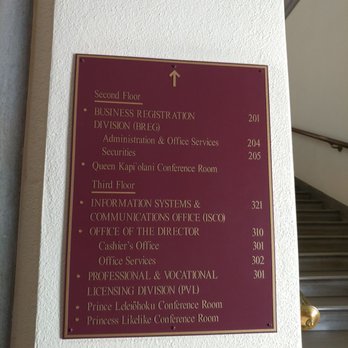 ↑
Second Floor
• BUSINESS REGISTRATION 201
DIVISION (BREG)
Administration & Office Services 204
Securities 205
• Queen Kapi`olani Conference Room
Third Floor
• INFORMATION SYSTEMS & 321
COMMUNICATIONS OFFICE (ISCO)
• OFFICE OF THE DIRECTOR 310
Cashier's Office 301
Office Services 302
• PROFESSIONAL & VOCATIONAL 301
LICENSING DIVISION (PVL)
• Prince Leleiōhoku Conference Room
• Princess Likelike Conference Room